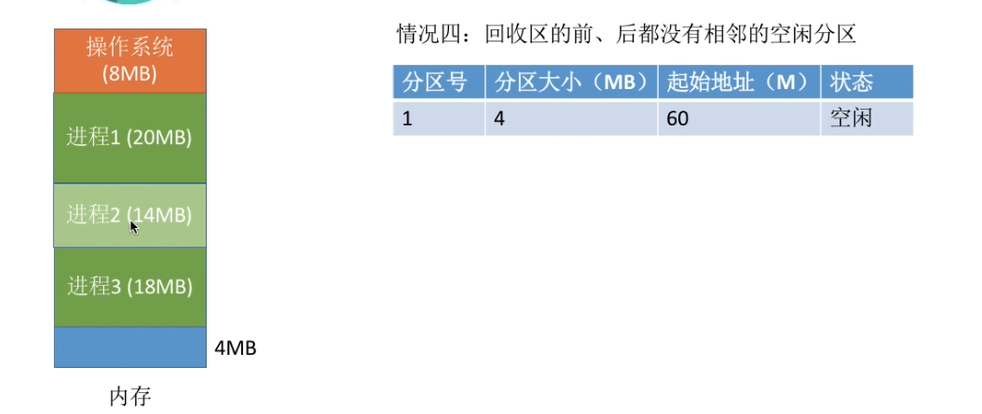 操作系统
(8MB)
进程1 (20MB)
进程2 (14MB)
进程3 (18MB)
4MB
内存
情况四：回收区的前、后都没有相邻的空闲分区
分区号 分区大小（MB） 起始地址（M） 状态
1 4 60 空闲